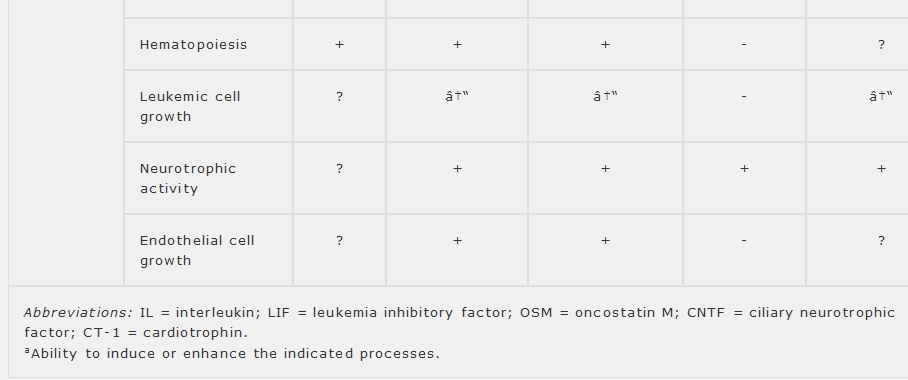 Hematopoiesis + + + - ?
Leukemic cell ? â†“ â†“ - â†“
growth
Neurotrophic ? + + + +
activity
Endothelial cell ? + + - ?
growth
Abbreviations: IL = interleukin; LIF = leukemia inhibitory factor; OSM = oncostatin M; CNTF = ciliary neurotrophic
factor; CT-1 = cardiotrophin.
ªAbility to induce or enhance the indicated processes.